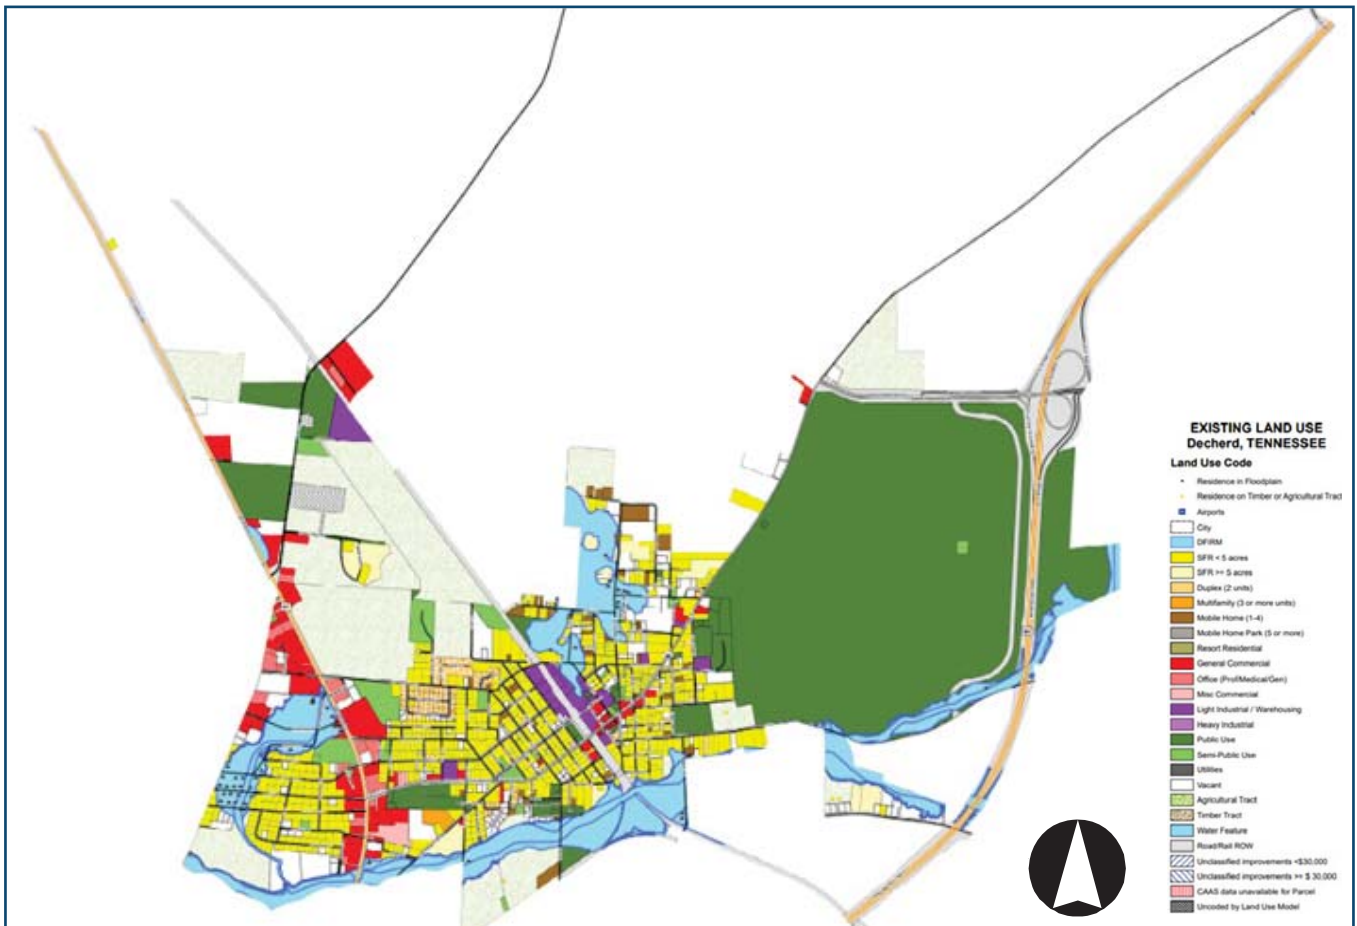 EXISTING LAND USE
Decherd, TENNESSEE
Land Use Code
Residence in Floodplain
Residence on Timber or Agricultural Tract
Airports
City
DFIRM
SFR < 5 acres
SFR >= 5 acres
Duplex (2 units)
Multifamily (3 or more units)
Mobile Home (1-4)
Mobile Home Park (5 or more)
Resort Residential
General Commercial
Office (Prof/Medical/Gen)
Misc Commercial
Light Industrial / Warehousing
Heavy Industrial
Public Use
Semi-Public Use
Utilities
Vacant
Agricultural Tract
Timber Tract
Water Feature
Road/Rail ROW
Unclassified improvements <$30,000
Unclassified improvements >= $ 30,000
CAAS data unavailable for Parcel
Uncoded by Land Use Model